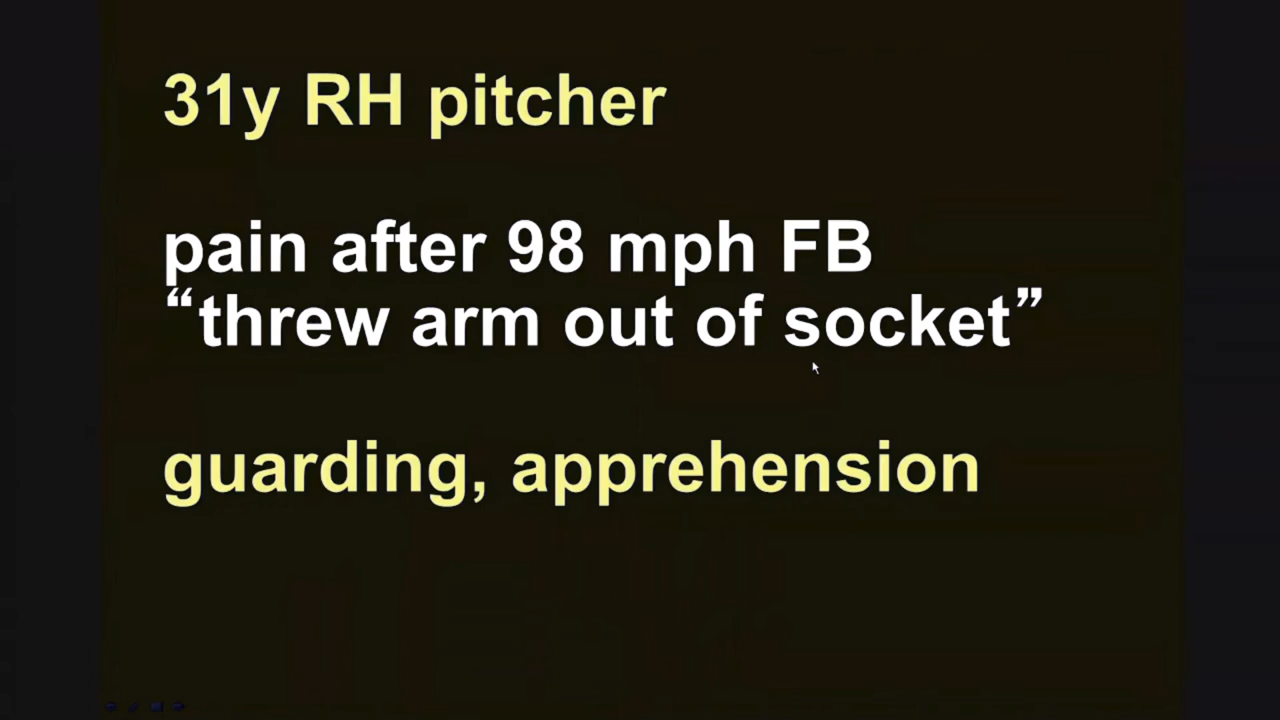 31y RH pitcher
pain after 98 mph FB
“threw arm out of socket”
guarding, apprehension